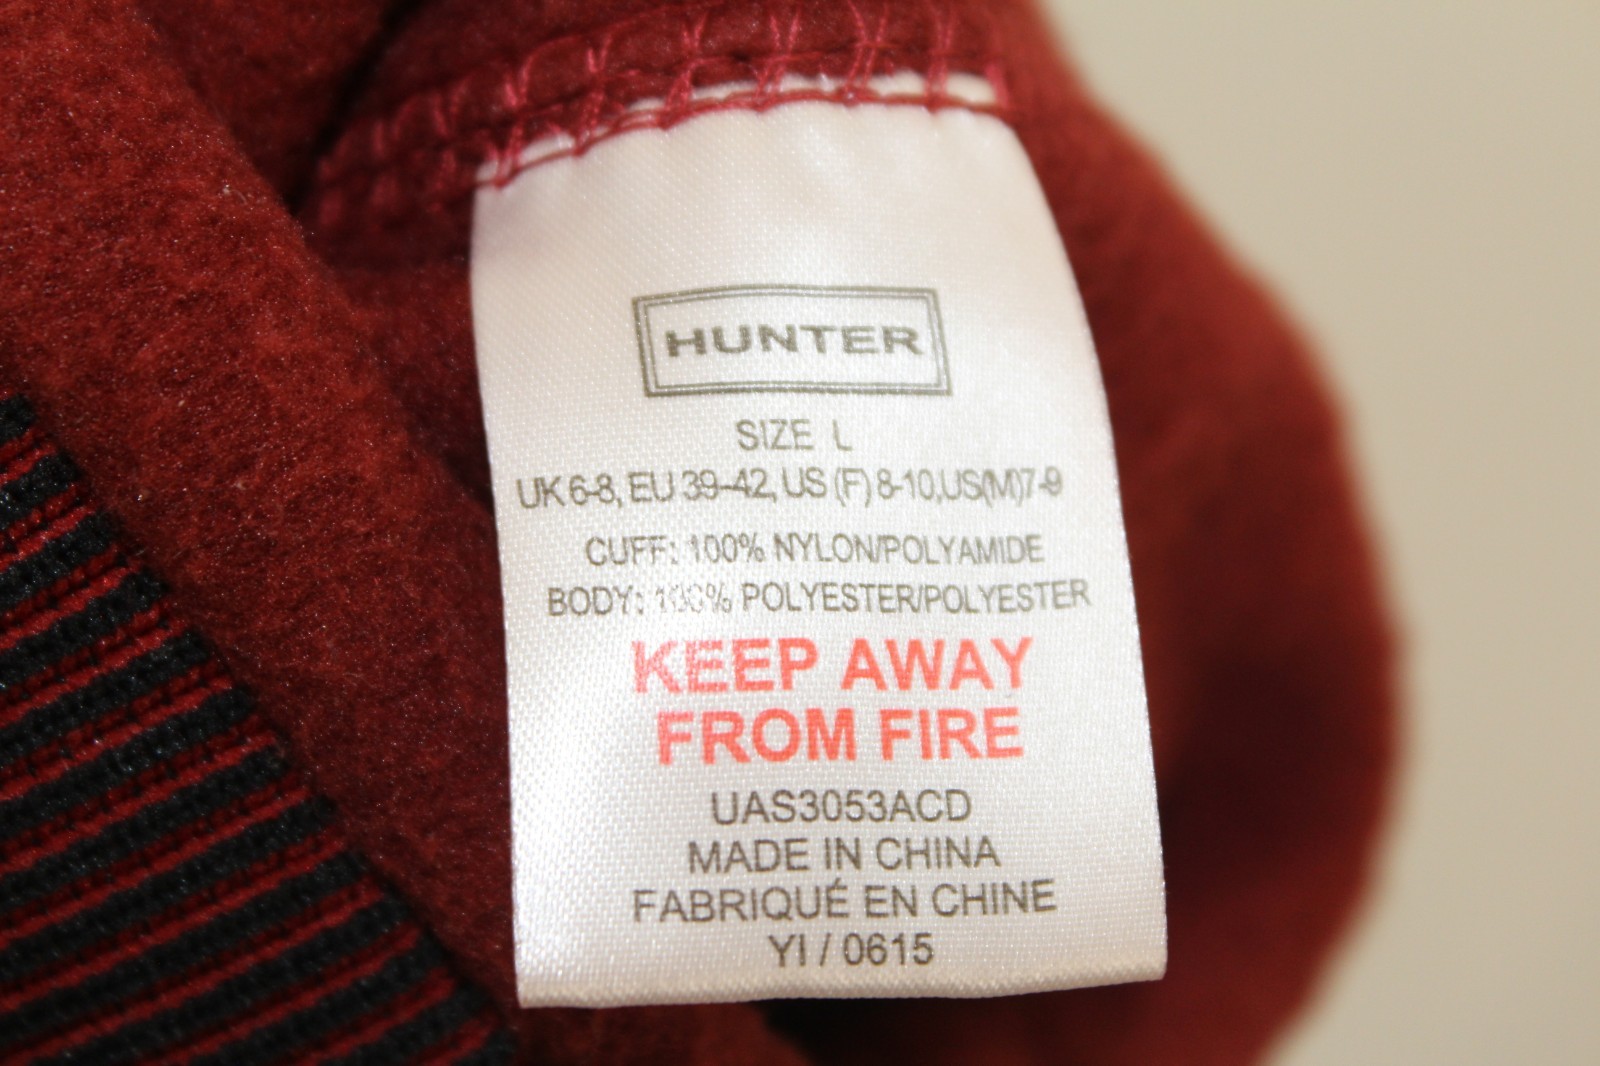 HUNTER
SIZE L
UK 6-8, EU 39-42, US (F) 8-10,US(M)7-9
CUFF: 100% NYLON/POLYAMIDE
BODY: 100% POLYESTER/POLYESTER
KEEP AWAY
FROM FIRE
UAS3053ACD
MADE IN CHINA
FABRIQUÉ EN CHINE
YI / 0615